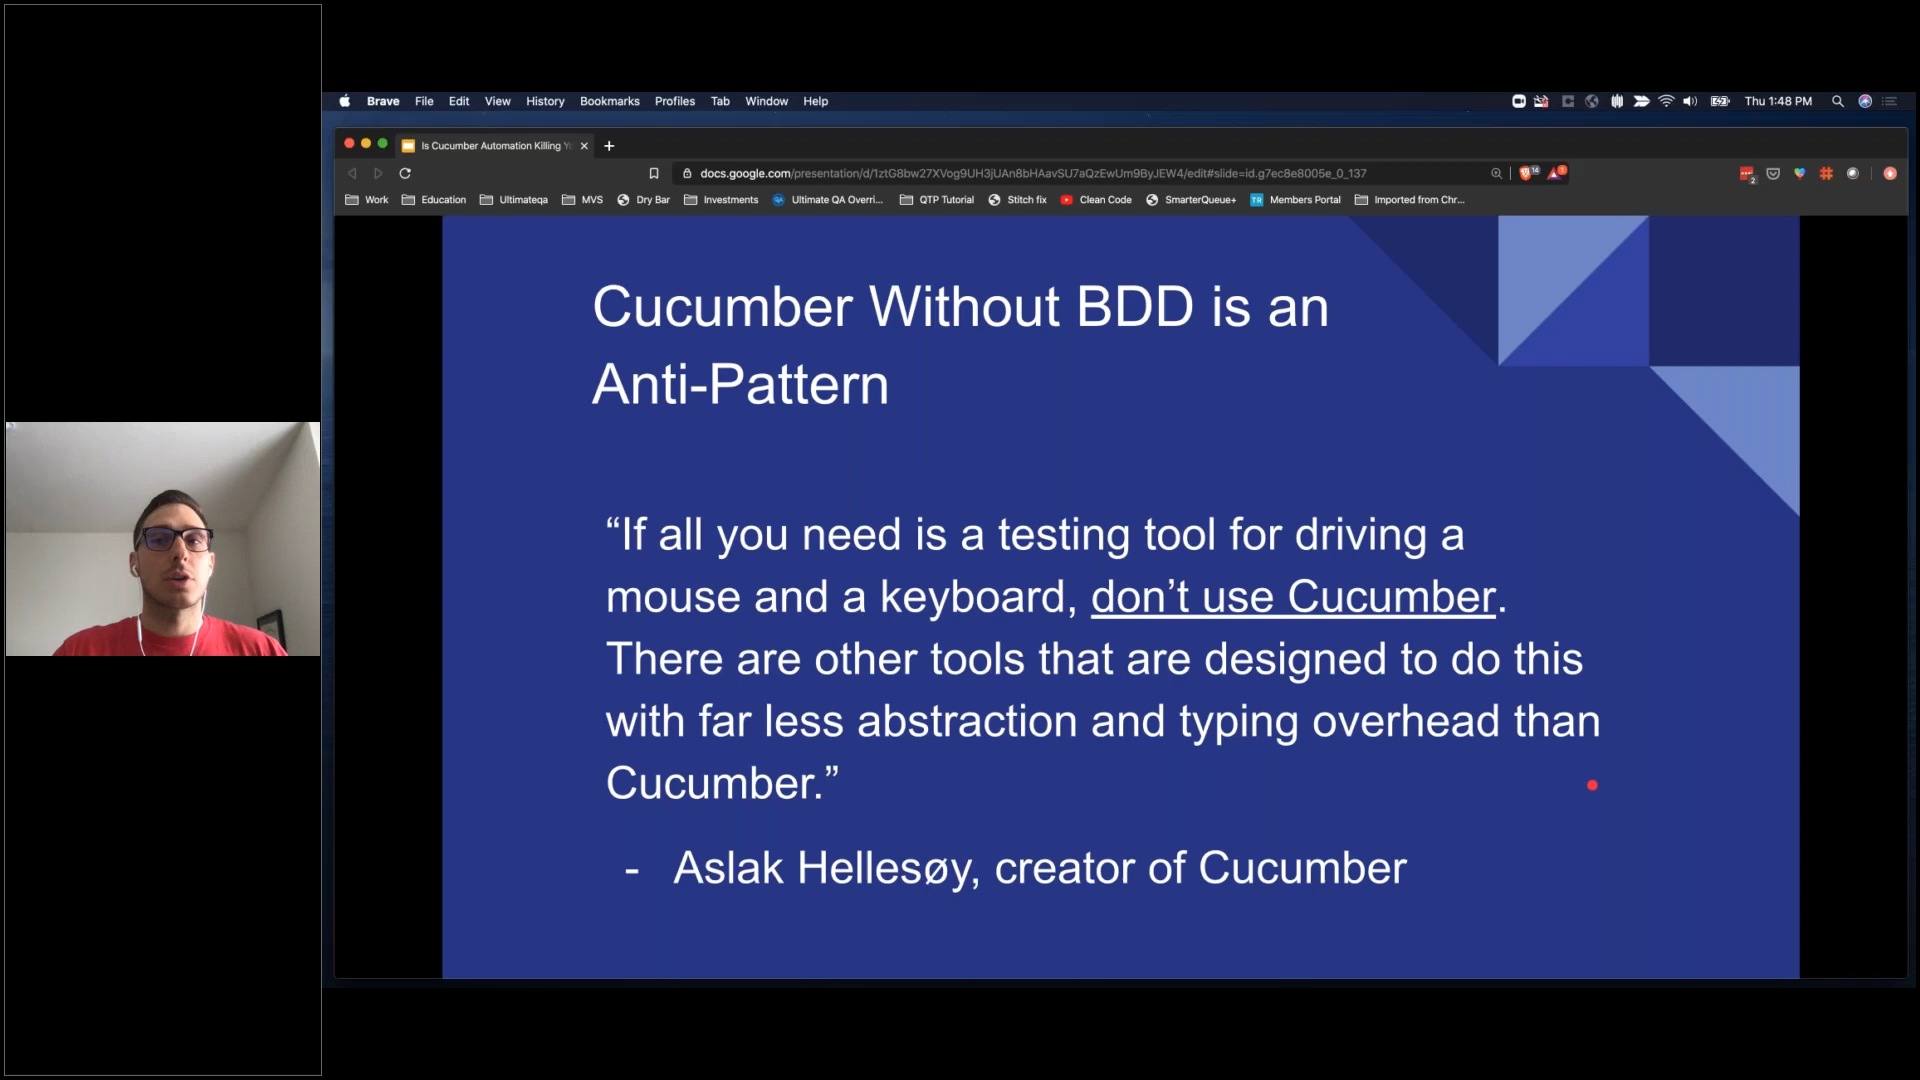 Brave File Edit View History Bookmarks Profiles Tab Window Help Thu 1:48 PM
Is Cucumber Automation Killing Y
docs.google.com/presentation/d/1ztG8bw27XVog9UH3jUAn8bHAavSU7aQzEwUm9ByJEW4/edit#slide=id.g7ec8e8005e_0_137
Work Education Ultimateqa MVS Dry Bar Investments Ultimate QA Overri... QTP Tutorial Stitch fix Clean Code SmarterQueue+ TR Members Portal Imported from Chr...
Cucumber Without BDD is an
Anti-Pattern
“If all you need is a testing tool for driving a
mouse and a keyboard, don’t use Cucumber.
There are other tools that are designed to do this
with far less abstraction and typing overhead than
Cucumber.”
- Aslak Hellesøy, creator of Cucumber